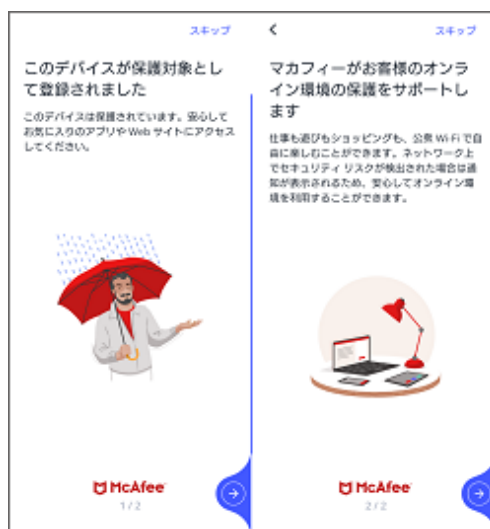 スキップ
このデバイスが保護対象とし
て登録されました
このデバイスは保護されています。安心して
お気に入りのアプリや Web サイトにアクセス
してください。
McAfee
1 / 2
スキップ
マカフィーがお客様のオンラ
イン環境の保護をサポートし
ます
仕事も遊びもショッピングも、公衆 Wi-Fi で自
由に楽しむことができます。ネットワーク上
でセキュリティ リスクが検出された場合は通
知が表示されるため、安心してオンライン環
境を利用することができます。
McAfee
2 / 2